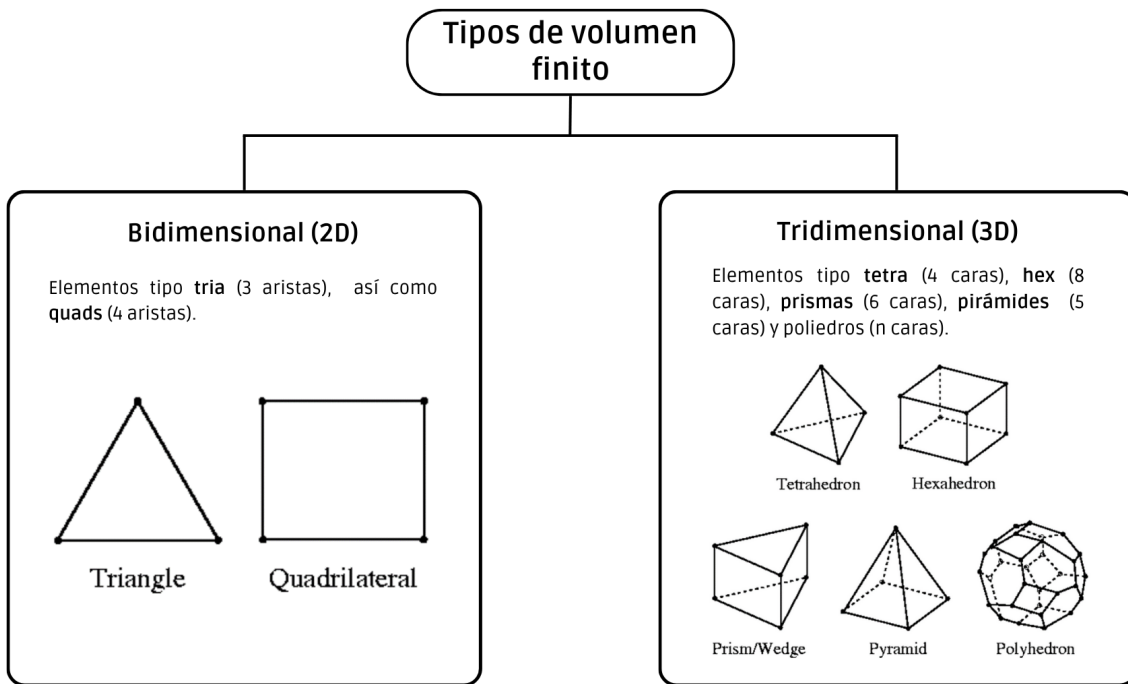 Tipos de volumen
finito
Bidimensional (2D)
Elementos tipo tria (3 aristas), así como
quads (4 aristas).
Triangle
Quadrilateral
Tridimensional (3D)
Elementos tipo tetra (4 caras), hex (8
caras), prismas (6 caras), pirámides (5
caras) y poliedros (n caras).
Tetrahedron
Hexahedron
Prism/Wedge
Pyramid
Polyhedron